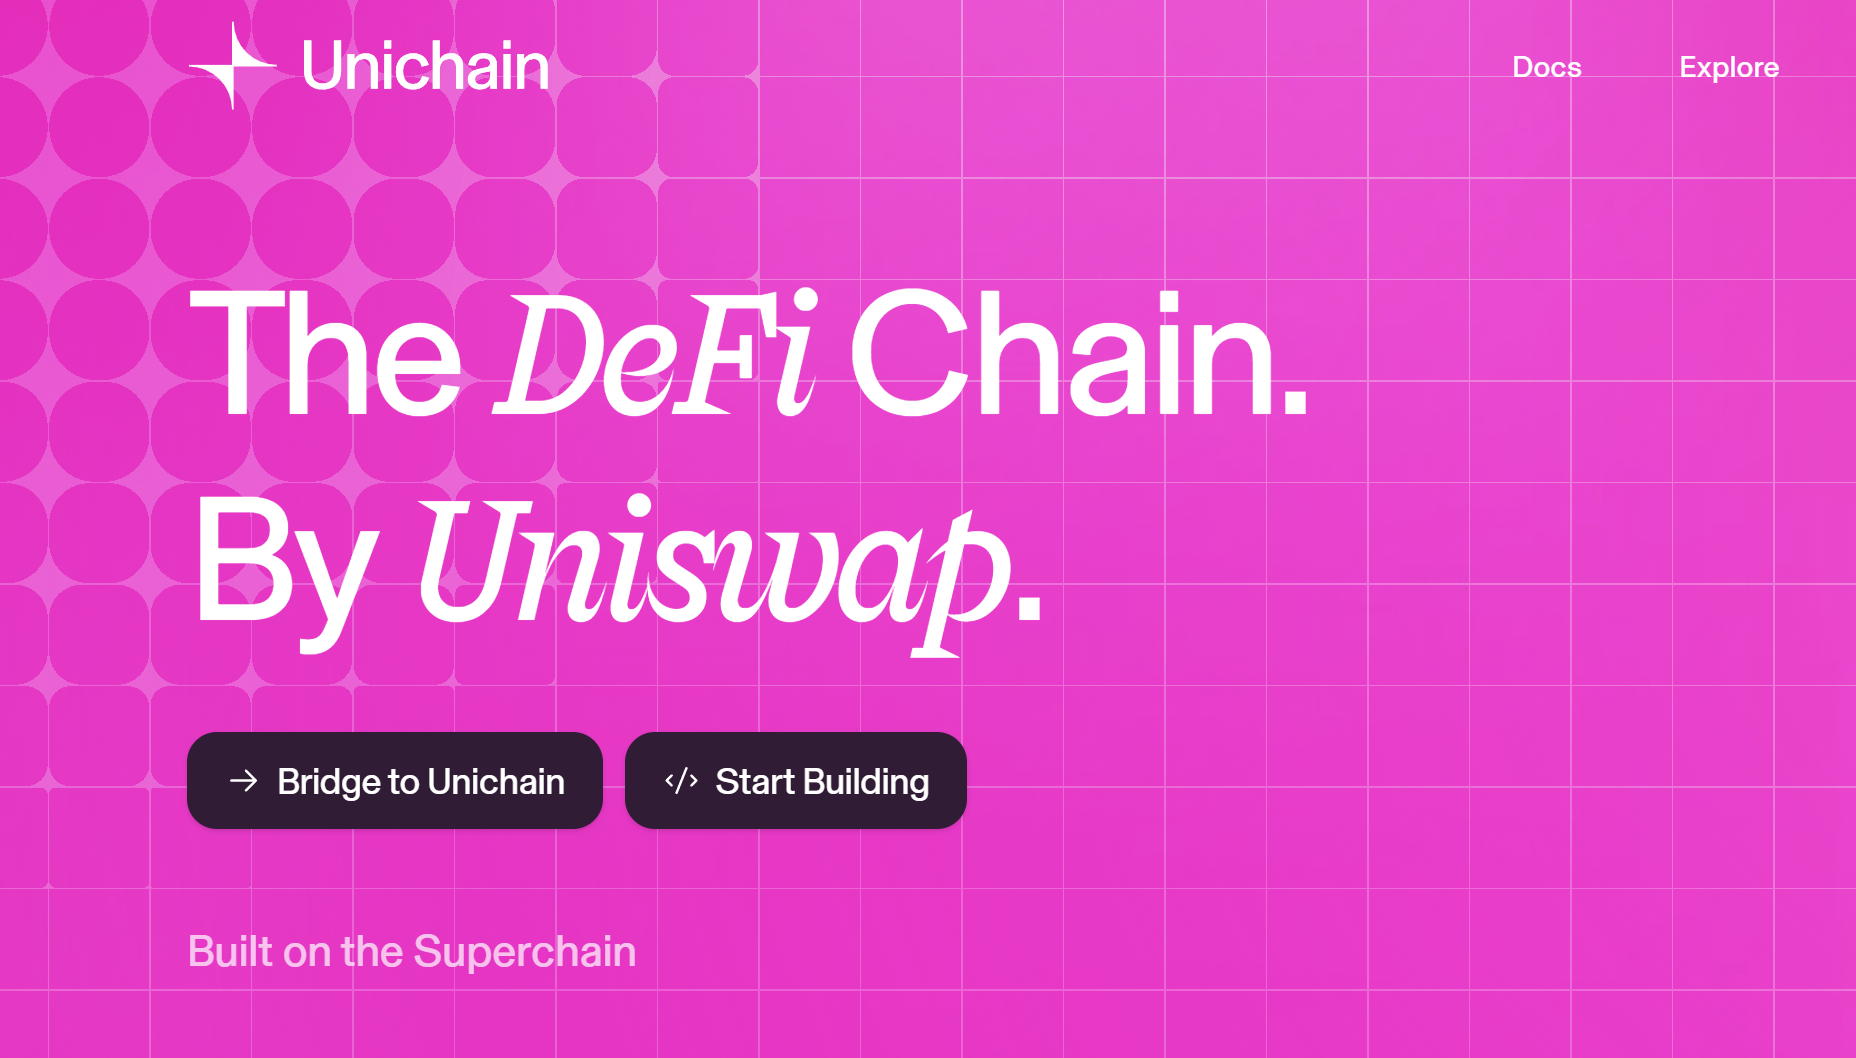 Unichain
Docs
Explore
The DeFi Chain.
By Uniswap.
Bridge to Unichain
Start Building
Built on the Superchain